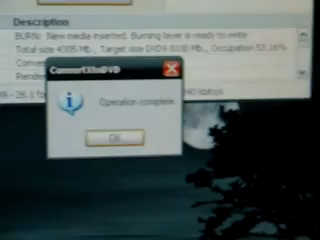 Description
BURN: New media inserted. Burning layer is ready to write
Total size 4305 Mb., Target size DVD9 8100 Mb., Occupation 53.16%
ConvertXtoDVD
Operation complete.
OK